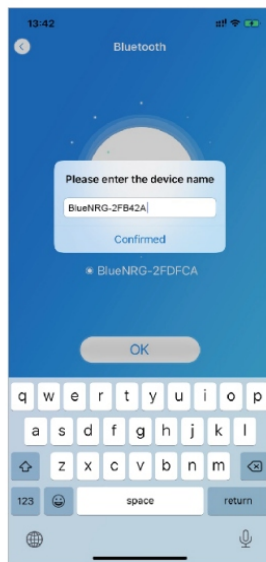 13:42
Bluetooth
Please enter the device name
BlueNRG-2FB42A
Confirmed
BlueNRG-2FDFCA
OK
q w e r t y u i o p
a s d f g h j k l
z x c v b n m
123 space return